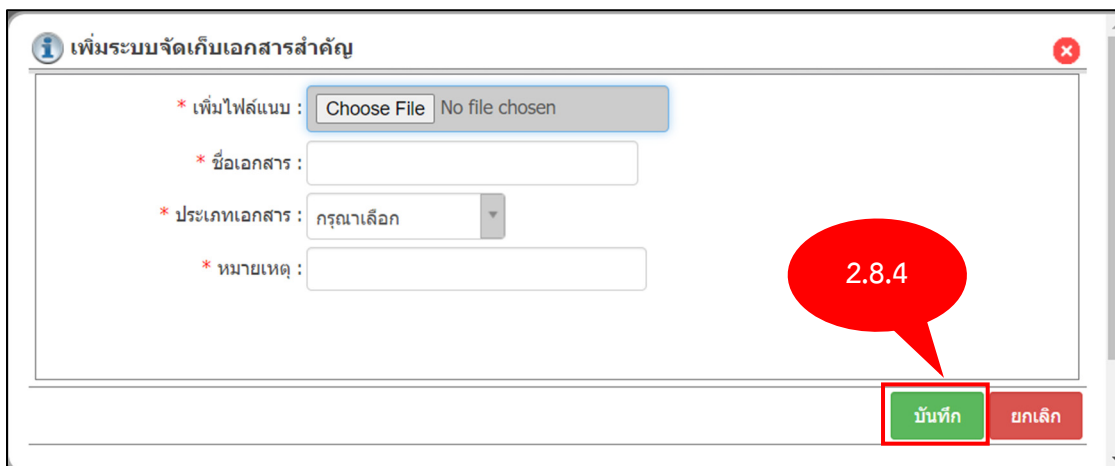 เพิ่มระบบจัดเก็บเอกสารสำคัญ
* เพิ่มไฟล์แนบ : Choose File No file chosen
* ชื่อเอกสาร :
* ประเภทเอกสาร : กรุณาเลือก
* หมายเหตุ :
2.8.4
บันทึก ยกเลิก